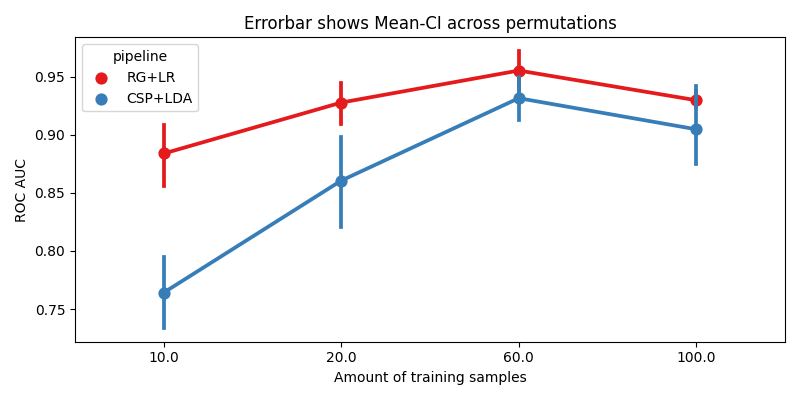 Errorbar shows Mean-CI across permutations
pipeline
RG+LR
CSP+LDA
ROC AUC
0.95
0.90
0.85
0.80
0.75
10.0 20.0 60.0 100.0
Amount of training samples